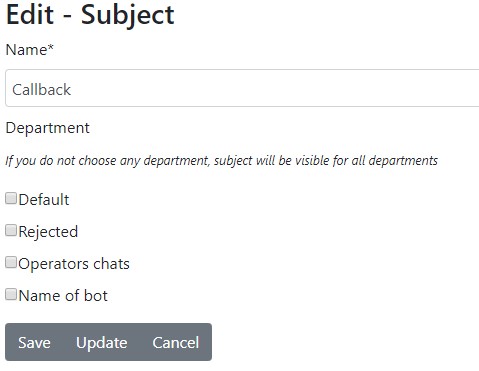 Edit - Subject
Name*
Callback
Department
If you do not choose any department, subject will be visible for all departments
Default
Rejected
Operators chats
Name of bot
Save Update Cancel